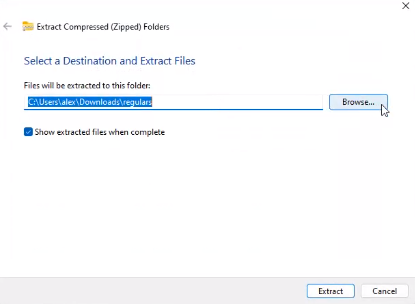 Extract Compressed (Zipped) Folders
Select a Destination and Extract Files
Files will be extracted to this folder:
C:\Users\alex\Downloads\regulars
Browse...
Show extracted files when complete
Extract
Cancel